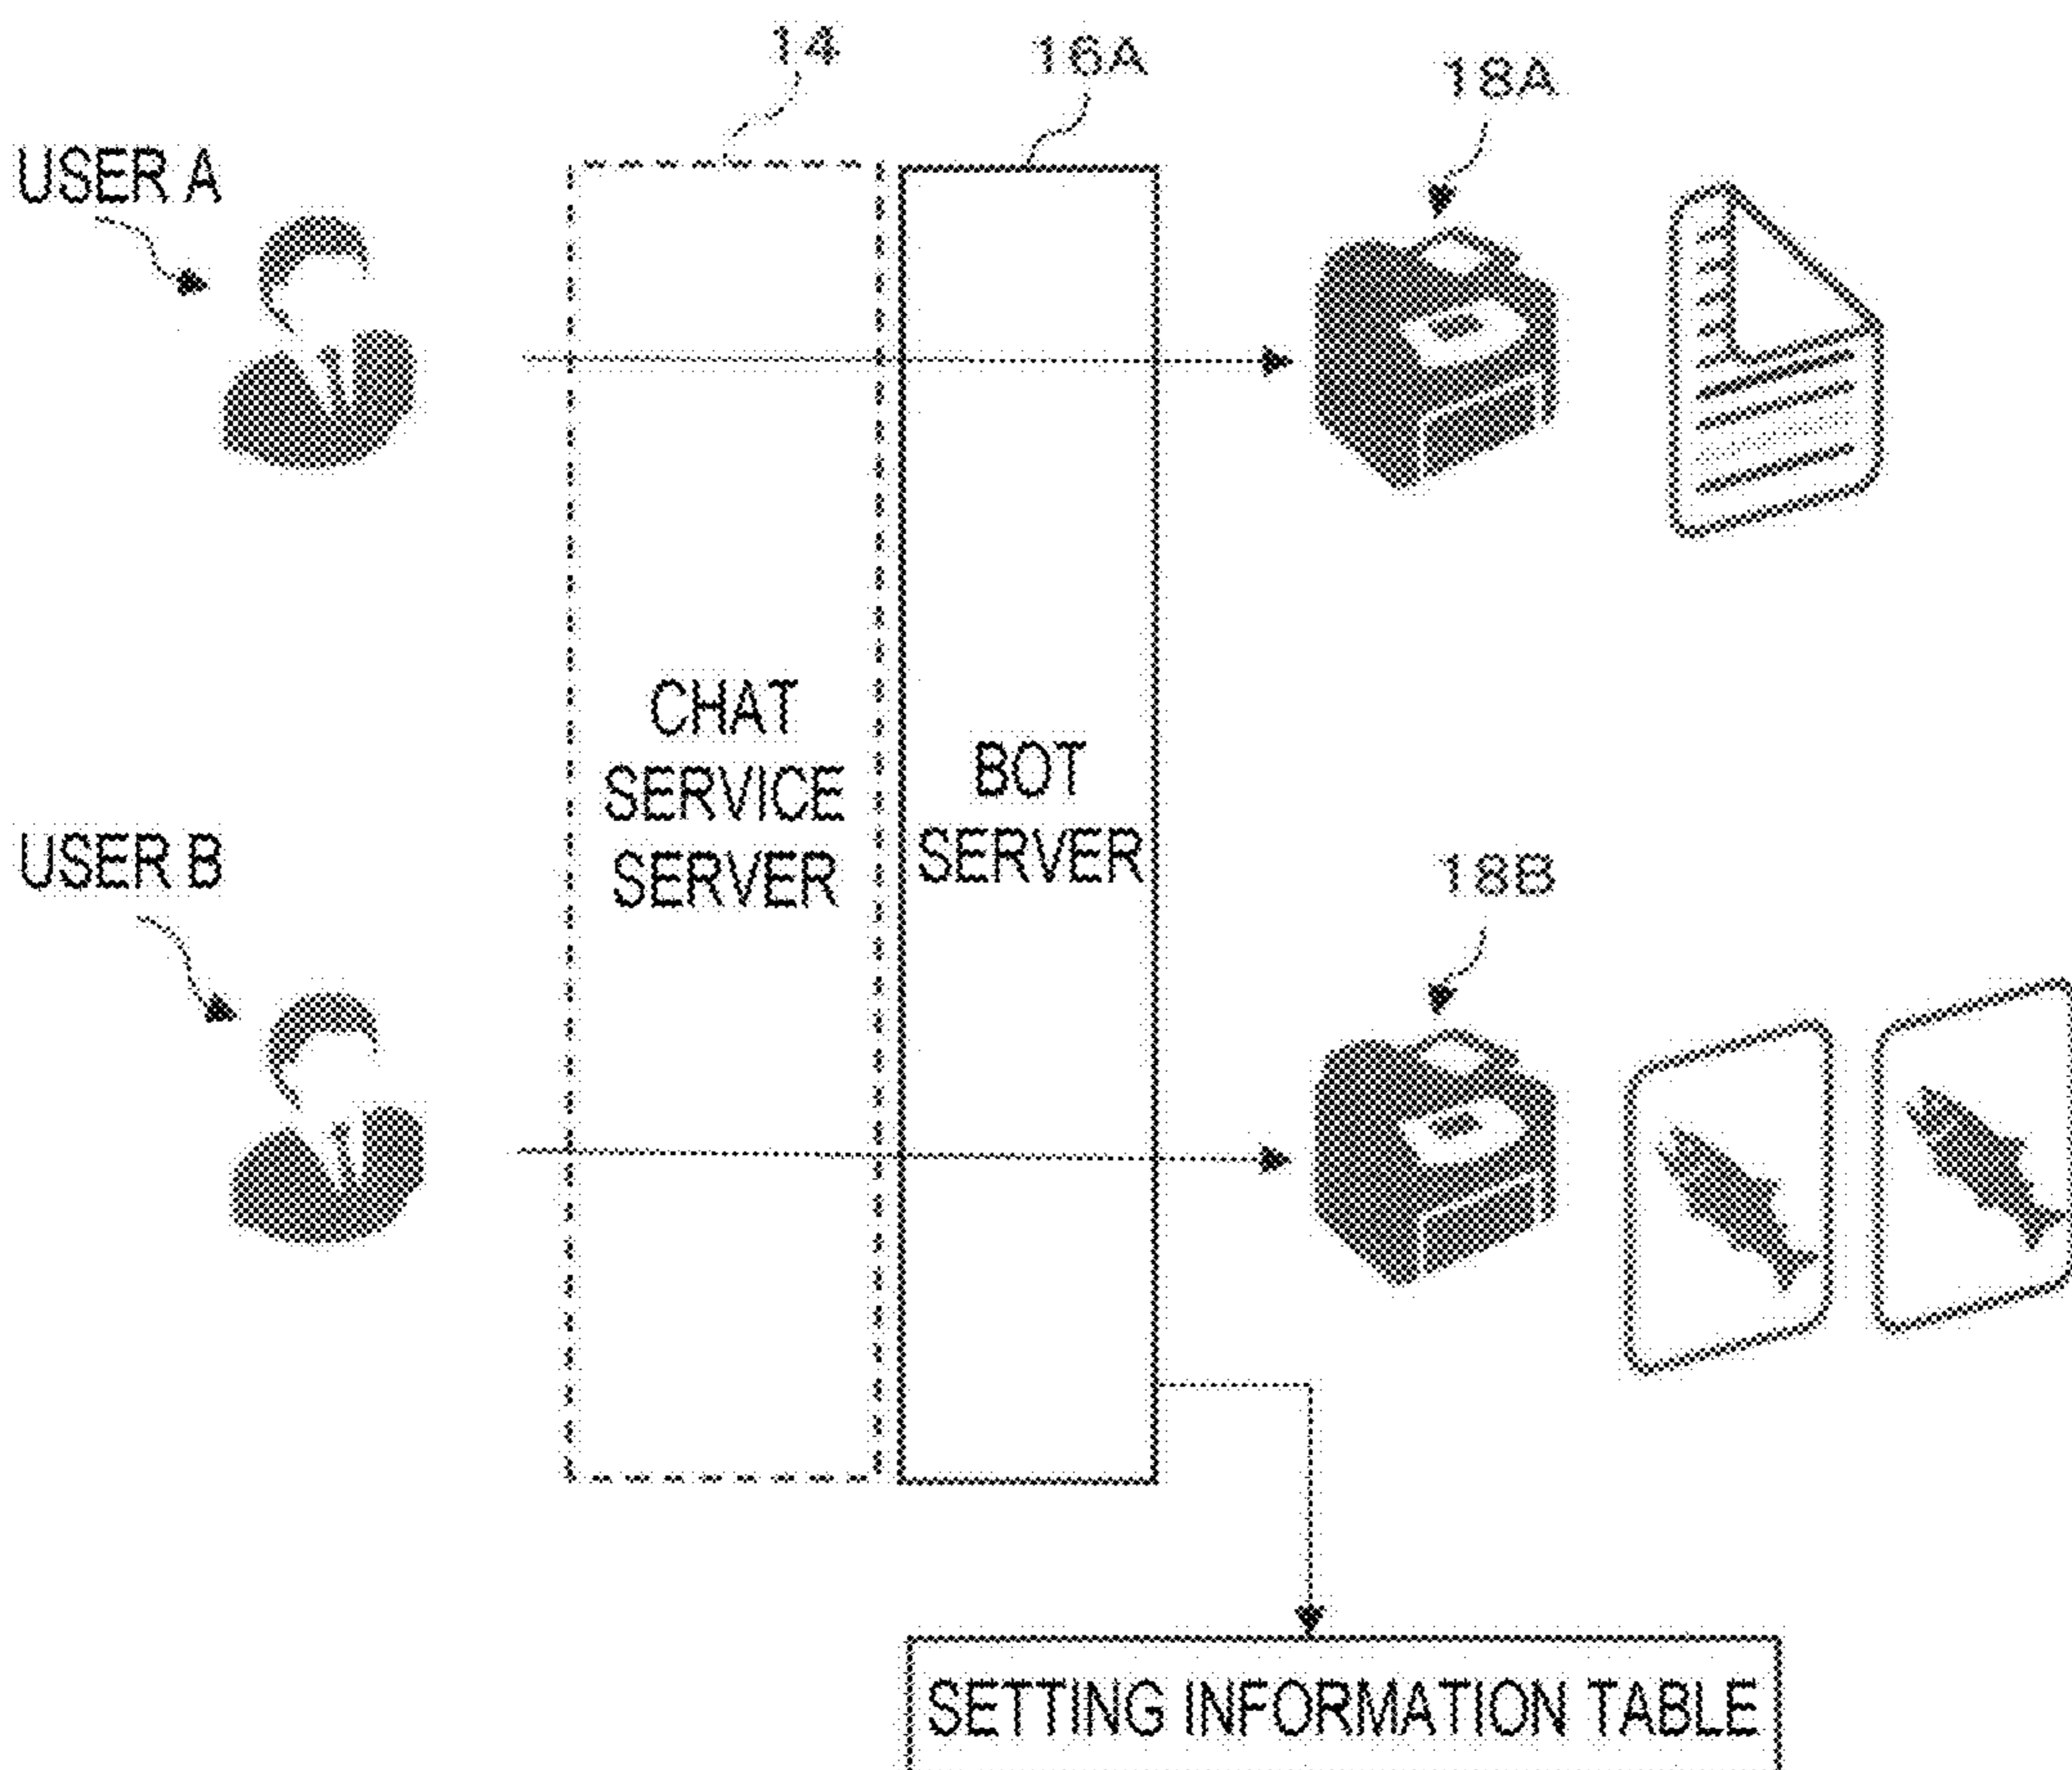 14
16A
18A
USER A
CHAT
SERVICE
SERVER
BOT
SERVER
USER B
18B
SETTING INFORMATION TABLE